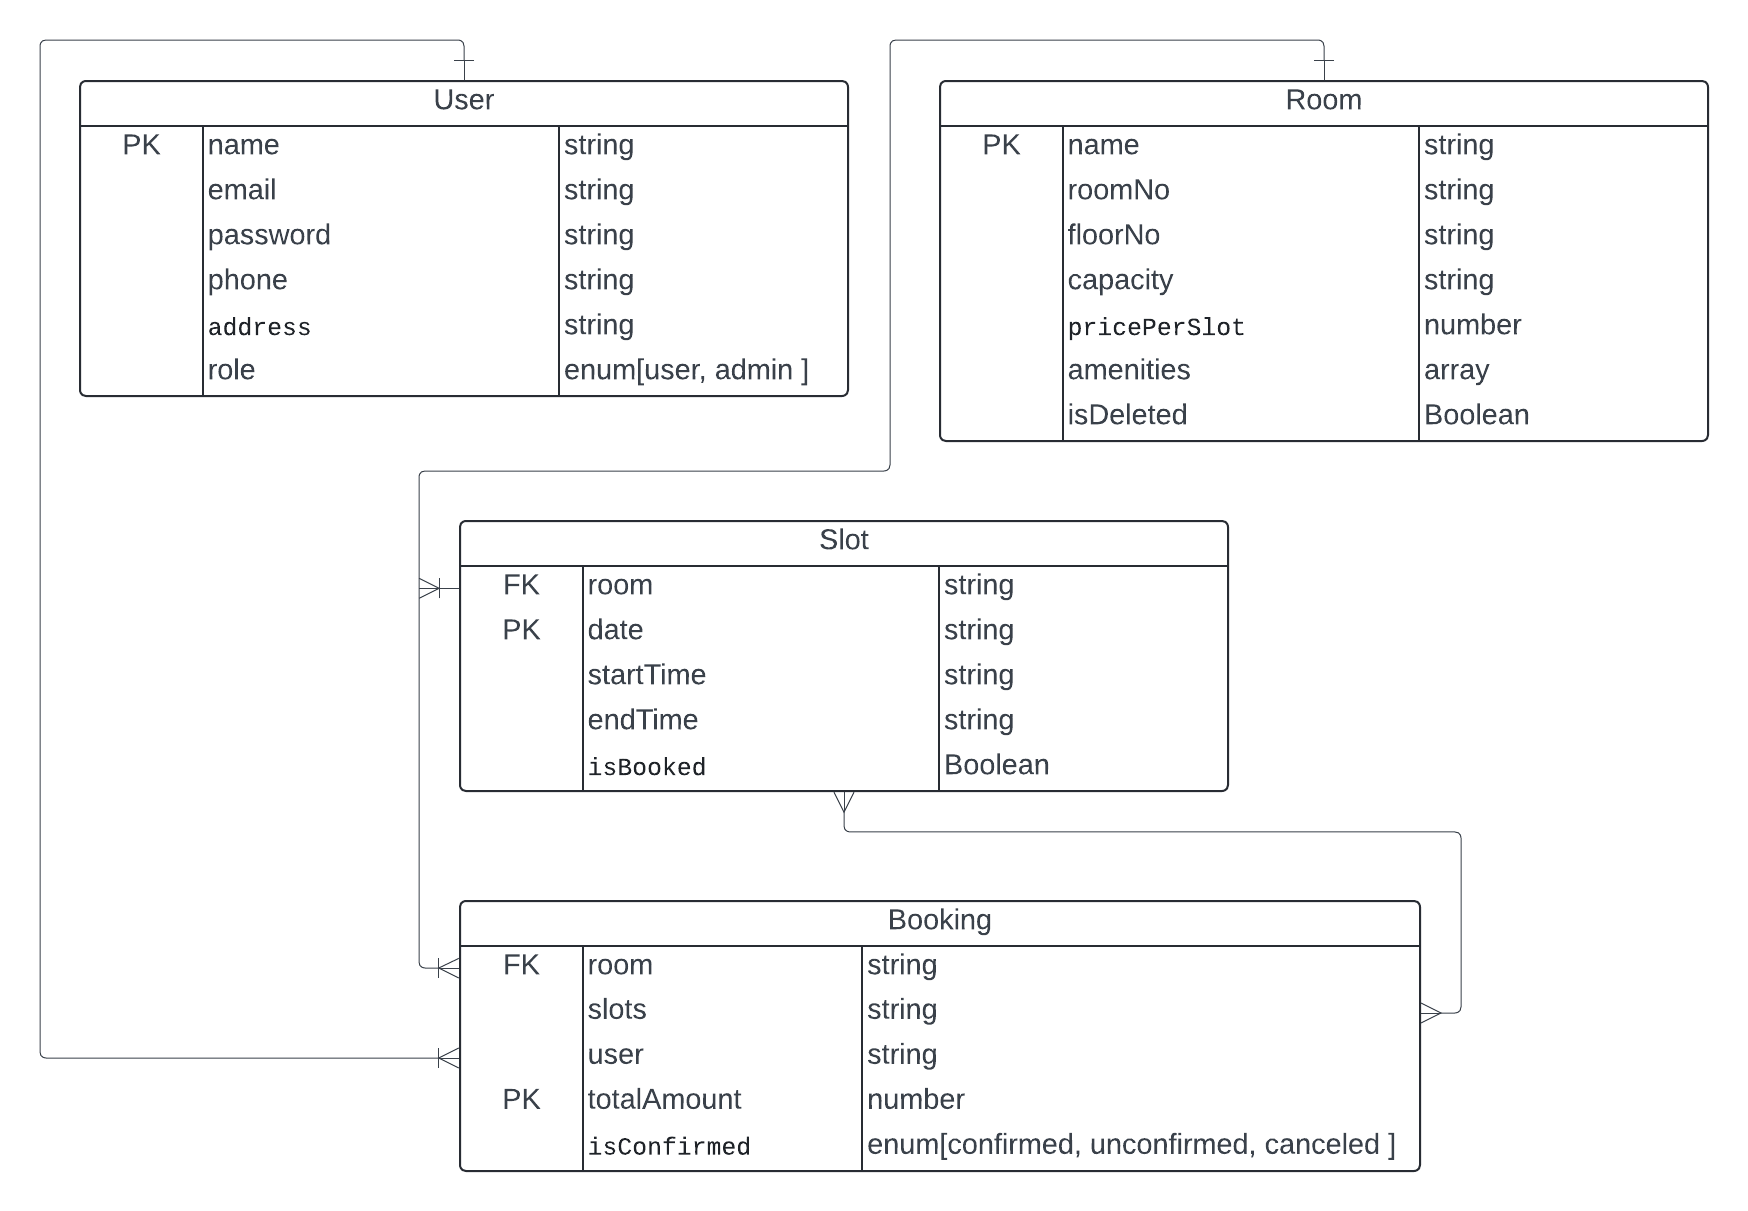 User
PK name string
email string
password string
phone string
address string
role enum[user, admin ]
Room
PK name string
roomNo string
floorNo string
capacity string
pricePerSlot number
amenities array
isDeleted Boolean
Slot
FK room string
PK date string
startTime string
endTime string
isBooked Boolean
Booking
FK room string
slots string
user string
PK totalAmount number
isConfirmed enum[confirmed, unconfirmed, canceled ]